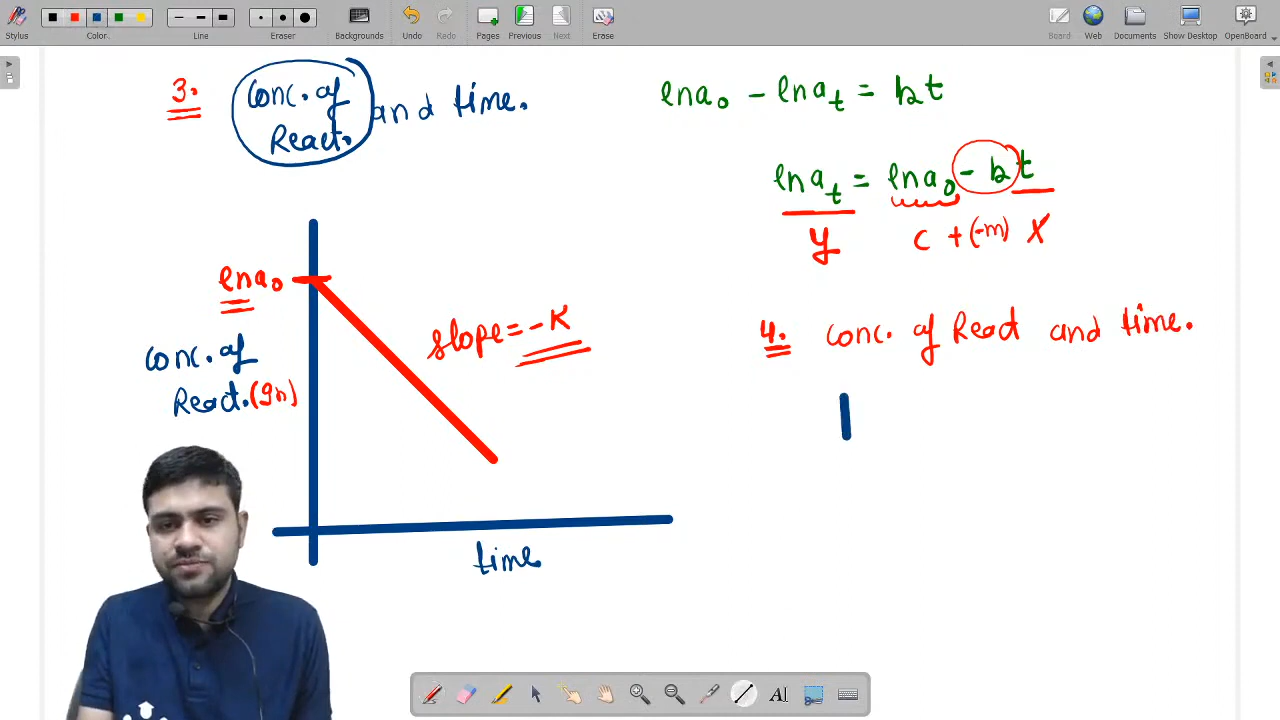 Stylus
Color
Line
Eraser
Backgrounds
Undo
Redo
Pages
Previous
Next
Erase
Board
Web
Documents
Show Desktop
OpenBoard
3. Conc. of React. and time.
ln a₀ - ln aₜ = kt
ln aₜ = ln a₀ - kt
y c + (-m) x
ln a₀
slope = -K
conc. of
React. (gn)
time
4. Conc. of React and time.
AI